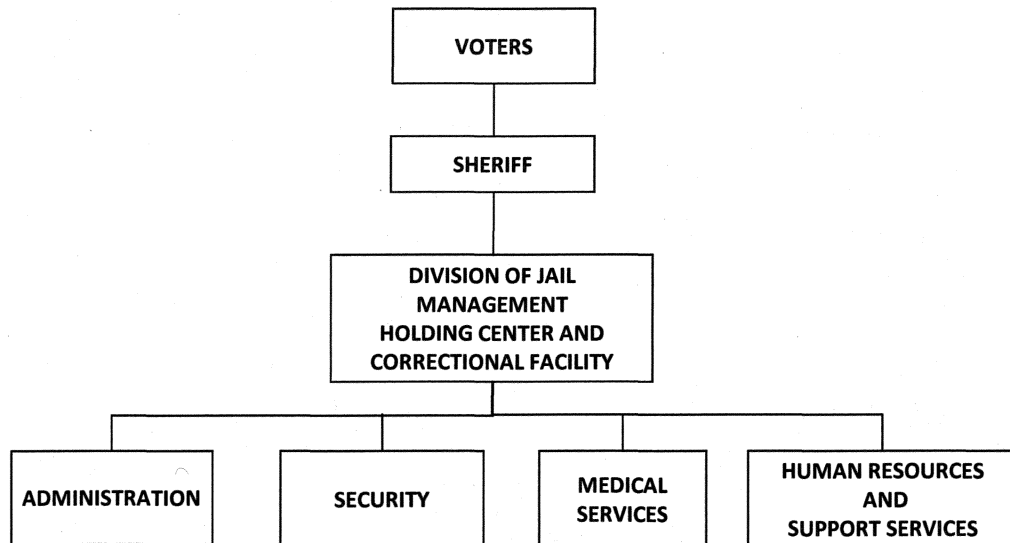 VOTERS
SHERIFF
DIVISION OF JAIL
MANAGEMENT
HOLDING CENTER AND
CORRECTIONAL FACILITY
ADMINISTRATION
SECURITY
MEDICAL
SERVICES
HUMAN RESOURCES
AND
SUPPORT SERVICES